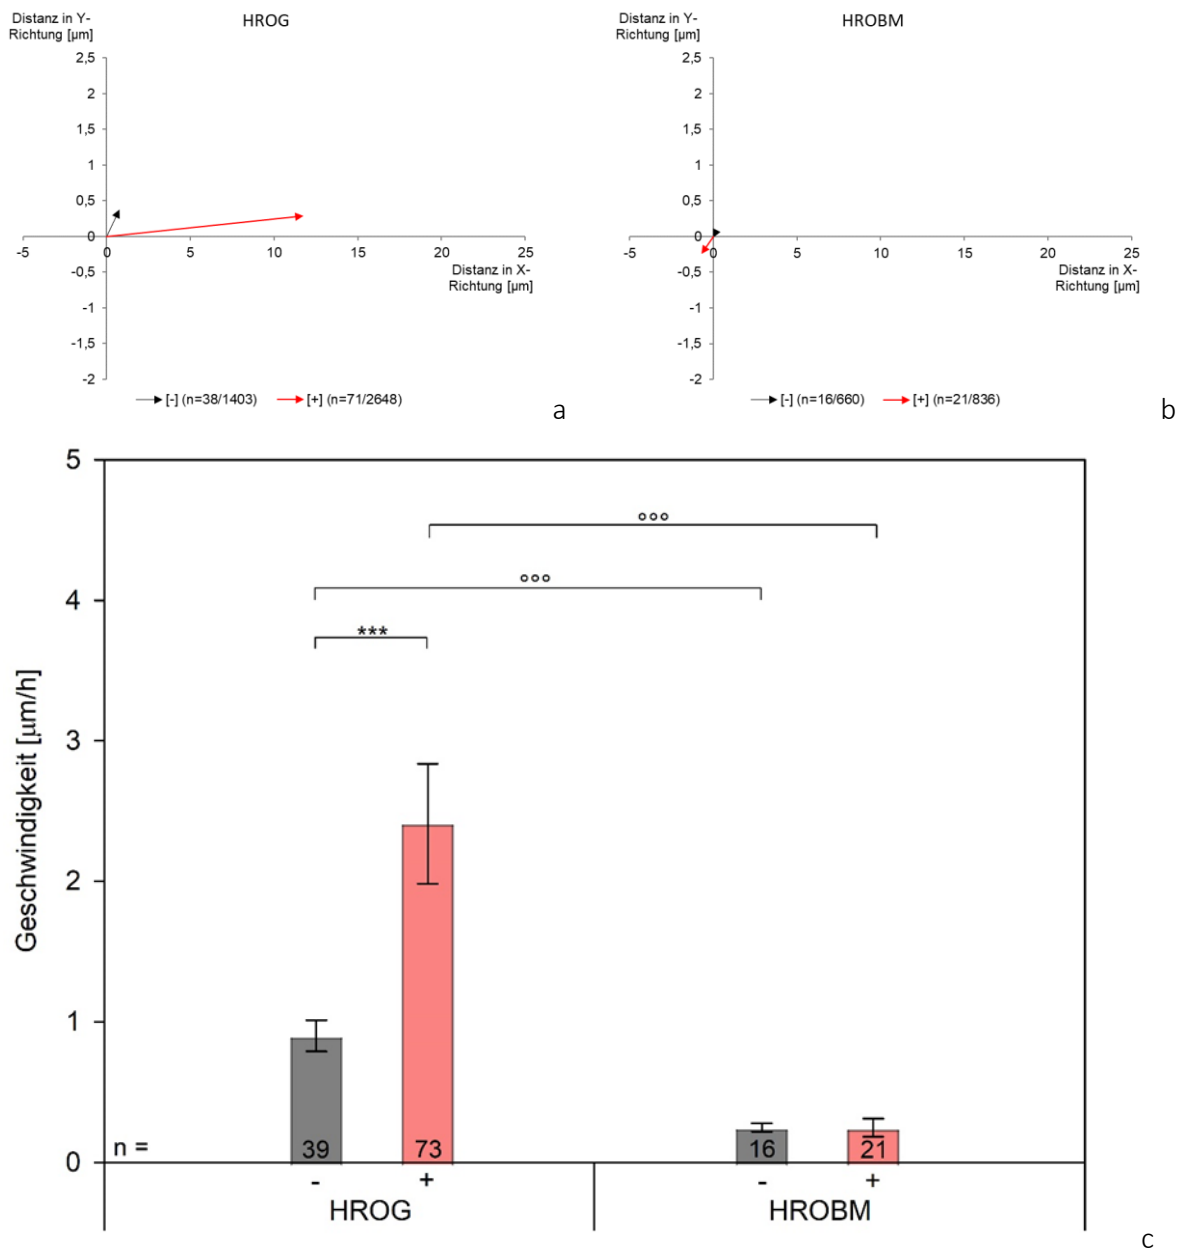 Distanz in Y-
Richtung [µm]
HROG
2,5
2
1,5
1
0,5
0
-0,5
-1
-1,5
-2
-5
0
5
10
15
20
25
Distanz in X-
Richtung [µm]
[-] (n=38/1403)
[+] (n=71/2648)
a
Distanz in Y-
Richtung [µm]
HROBM
2,5
2
1,5
1
0,5
0
-0,5
-1
-1,5
-2
-5
0
5
10
15
20
25
Distanz in X-
Richtung [µm]
[-] (n=16/660)
[+] (n=21/836)
b
Geschwindigkeit [µm/h]
5
4
3
2
1
0
°°°
°°°
***
n =
39
73
16
21
-
+
-
+
HROG
HROBM
c